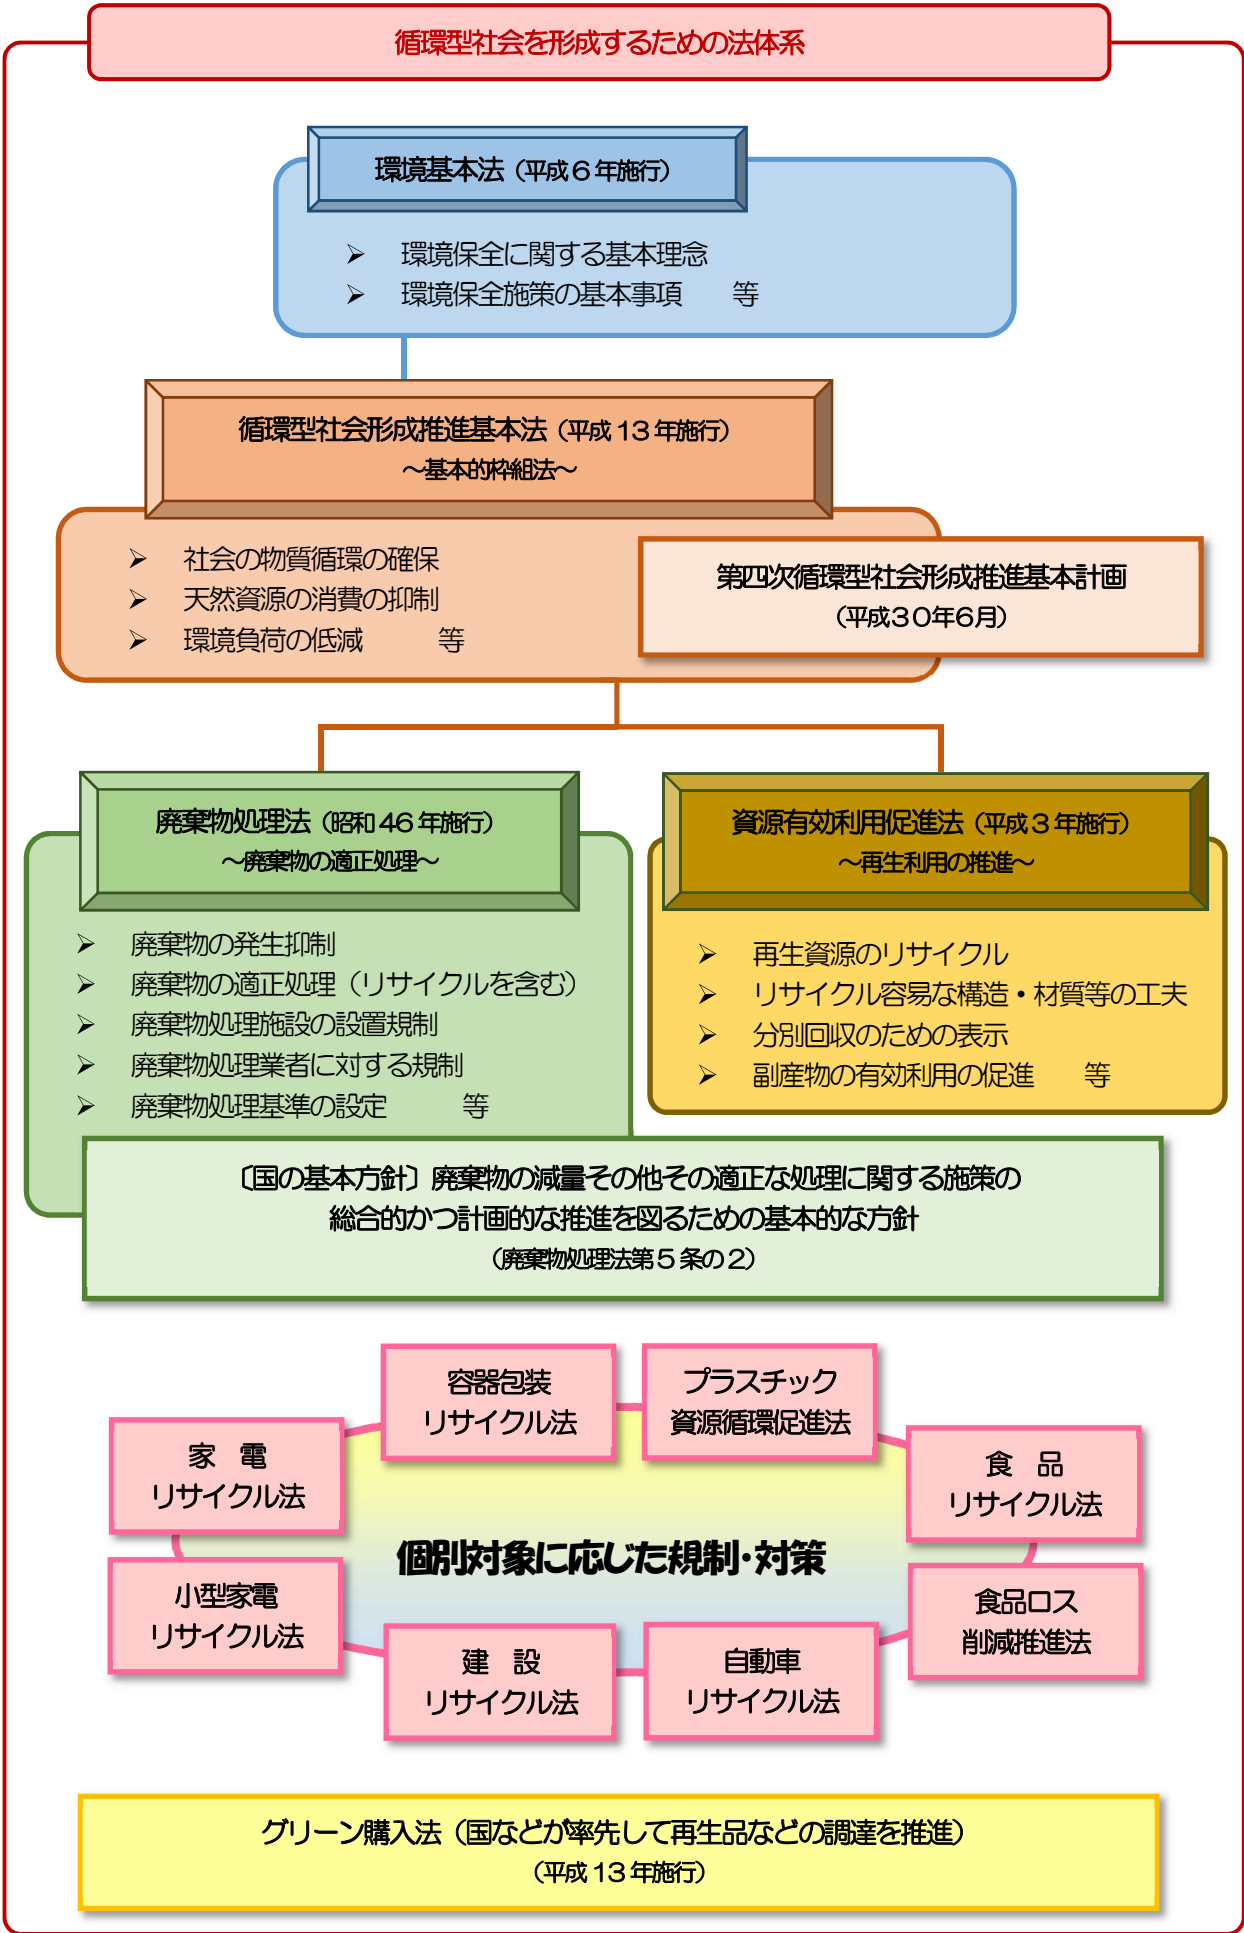 循環型社会を形成するための法体系
環境基本法（平成６年施行）
➢ 環境保全に関する基本理念
➢ 環境保全施策の基本事項　　等
循環型社会形成推進基本法（平成 13 年施行）
～基本的枠組法～
➢ 社会の物質循環の確保
➢ 天然資源の消費の抑制
➢ 環境負荷の低減　　　等
第四次循環型社会形成推進基本計画
（平成３０年６月）
廃棄物処理法（昭和 46 年施行）
～廃棄物の適正処理～
➢ 廃棄物の発生抑制
➢ 廃棄物の適正処理（リサイクルを含む）
➢ 廃棄物処理施設の設置規制
➢ 廃棄物処理業者に対する規制
➢ 廃棄物処理基準の設定　　　等
資源有効利用促進法（平成３年施行）
～再生利用の推進～
➢ 再生資源のリサイクル
➢ リサイクル容易な構造・材質等の工夫
➢ 分別回収のための表示
➢ 副産物の有効利用の促進　　等
〔国の基本方針〕廃棄物の減量その他その適正な処理に関する施策の
総合的かつ計画的な推進を図るための基本的な方針
（廃棄物処理法第５条の２）
容器包装
リサイクル法
プラスチック
資源循環促進法
家　電
リサイクル法
食　品
リサイクル法
個別対象に応じた規制・対策
小型家電
リサイクル法
食品ロス
削減推進法
建　設
リサイクル法
自動車
リサイクル法
グリーン購入法（国などが率先して再生品などの調達を推進）
（平成 13 年施行）